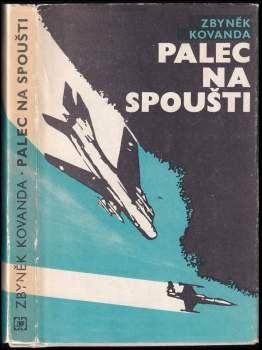 ZBYNĚK
KOVANDA
PALEC
NA
SPOUŠTI
ZBYNĚK KOVANDA · PALEC NA SPOUŠTI